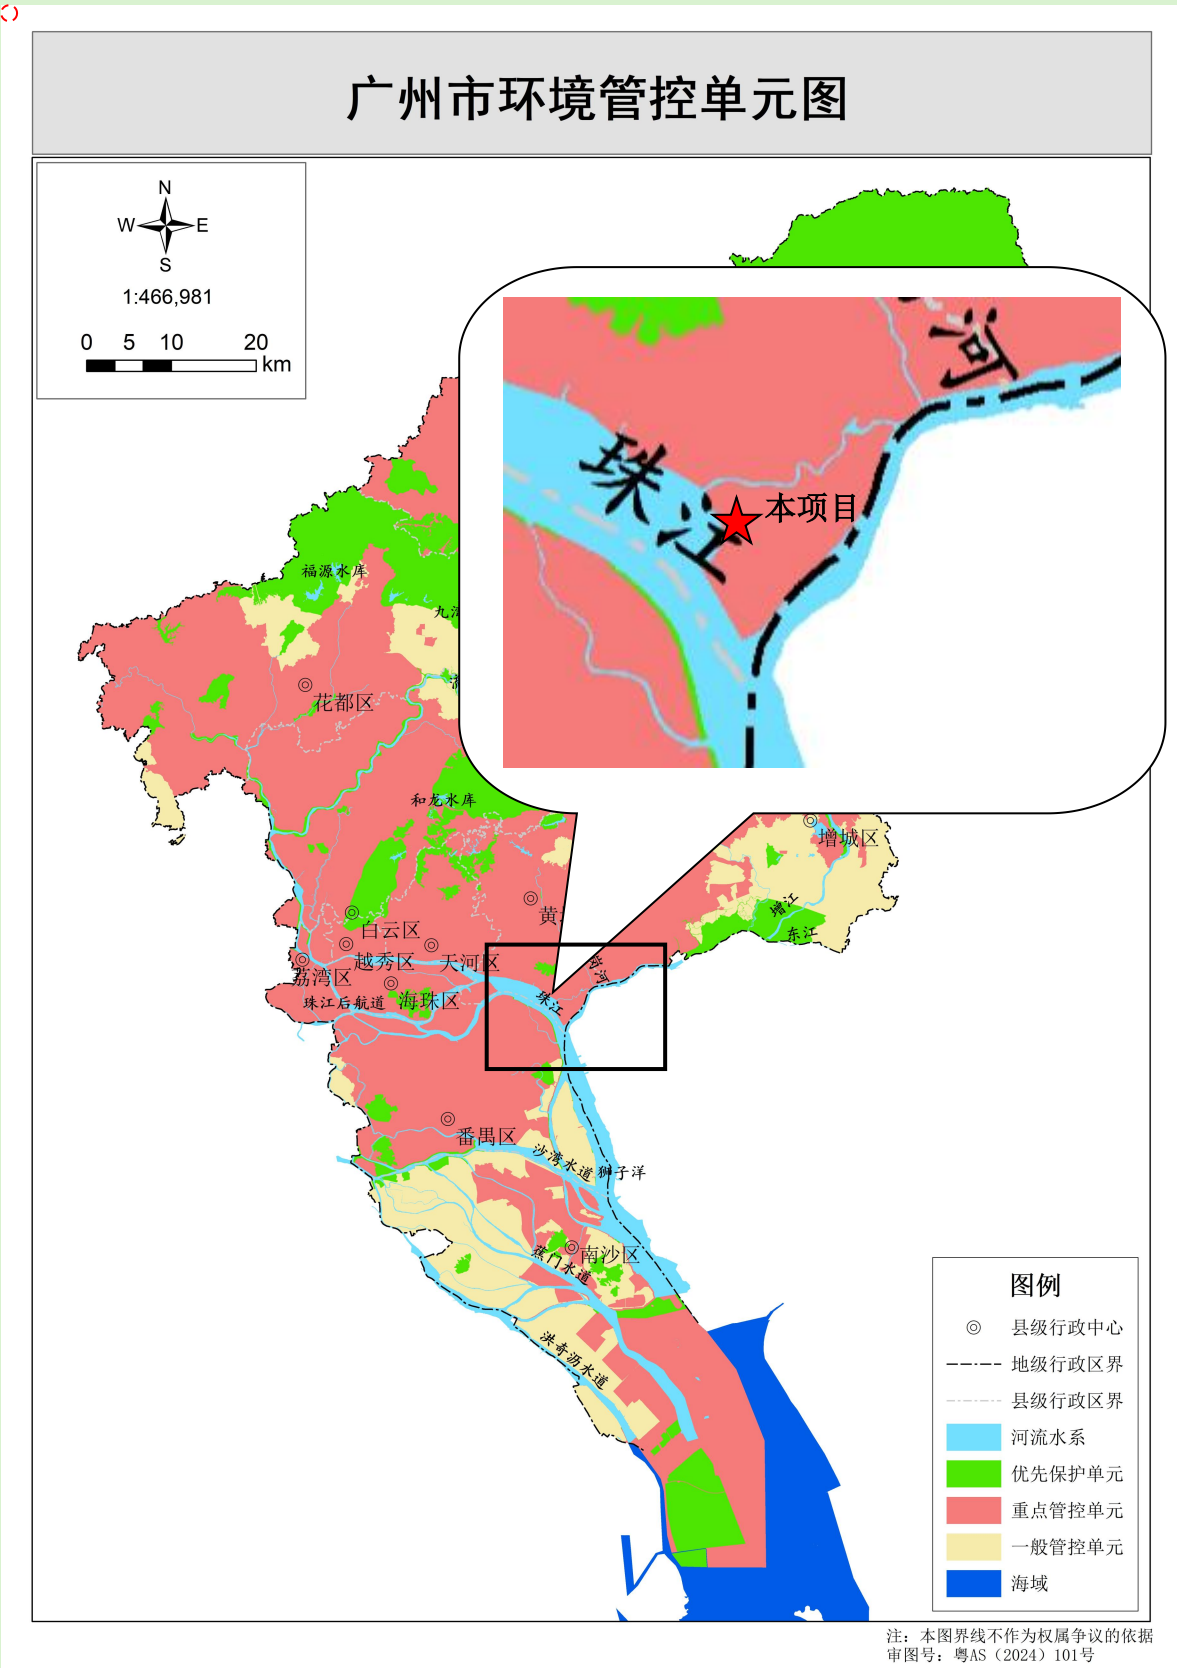 广州市环境管控单元图
N
W E
S
1:466,981
0 5 10 20
km
河
珠江
本项目
福源水库
九
花都区
和龙水库
增城区
增江
东江
黄
白云区
越秀区
天河区
荔湾区
海珠区
珠江后航道
河
珠江
番禺区
沙湾水道
狮子洋
南沙区
蕉门水道
洪奇沥水道
图例
县级行政中心
地级行政区界
县级行政区界
河流水系
优先保护单元
重点管控单元
一般管控单元
海域
注: 本图界线不作为权属争议的依据
审图号: 粤AS（2024）101号